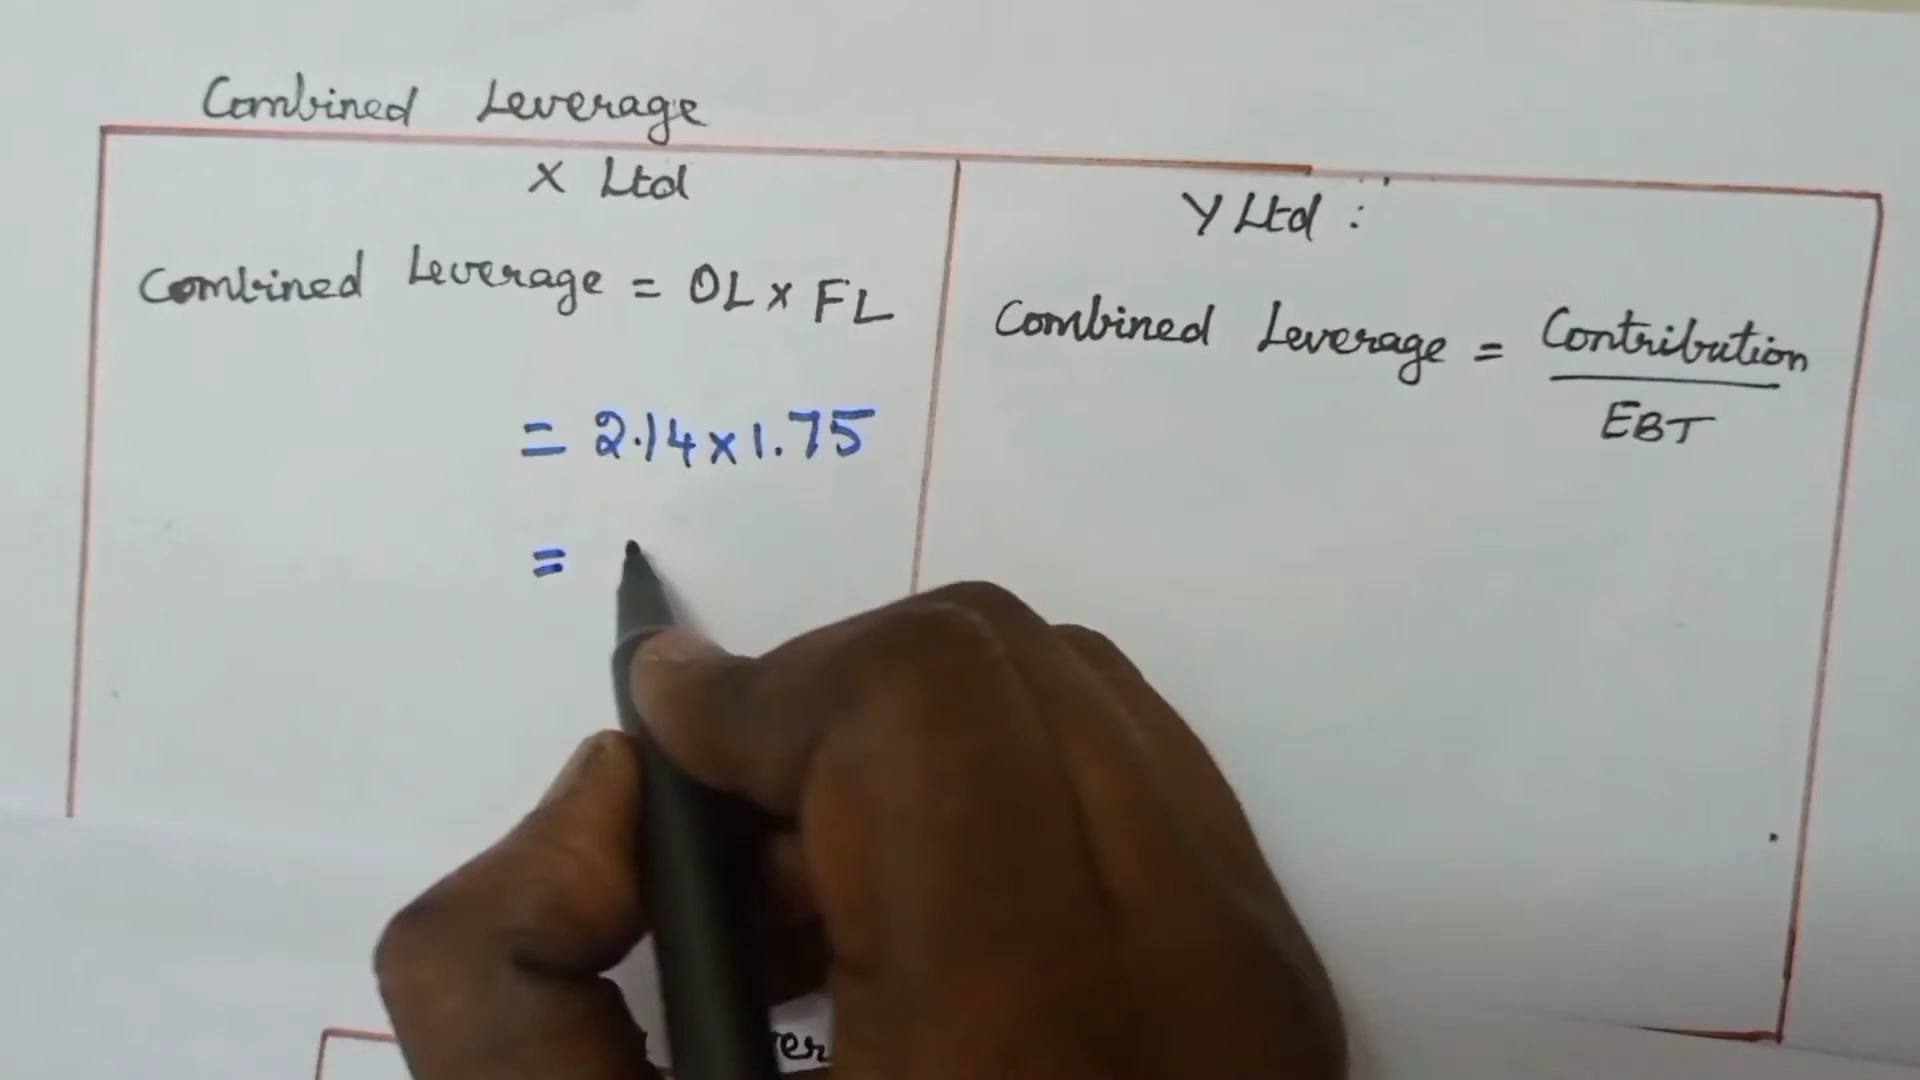 Combined Leverage
X Ltd
Combined Leverage = OL x FL
= 2.14 x 1.75
=
Y Ltd :
Combined Leverage = Contribution
EBT